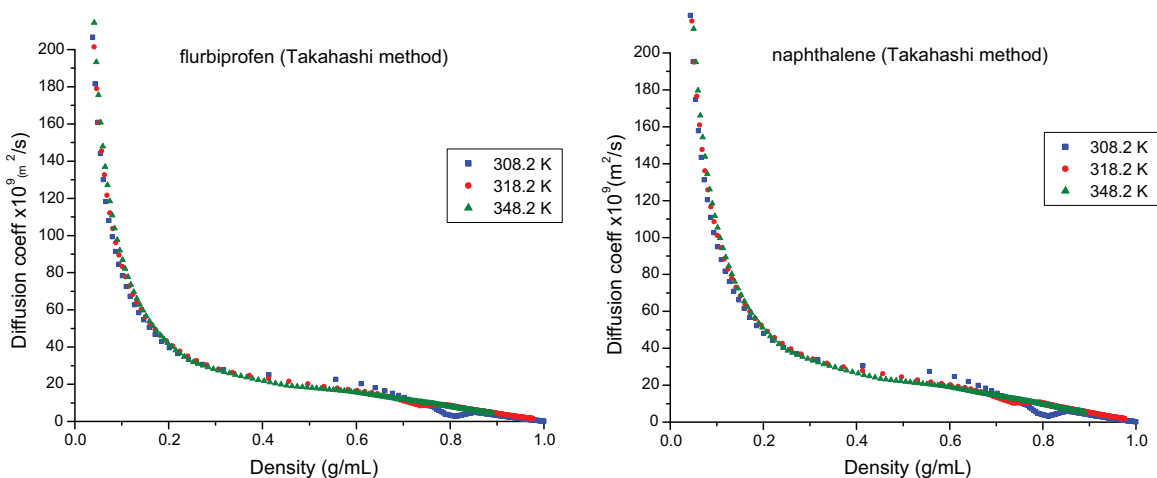 flurbiprofen (Takahashi method)
Diffusion coeff x10⁹ (m²/s)
200
180
160
140
120
100
80
60
40
20
0
308.2 K
318.2 K
348.2 K
0.0 0.2 0.4 0.6 0.8 1.0
Density (g/mL)
naphthalene (Takahashi method)
Diffusion coeff x10⁹(m²/s)
200
180
160
140
120
100
80
60
40
20
0
308.2 K
318.2 K
348.2 K
0.0 0.2 0.4 0.6 0.8 1.0
Density (g/mL)